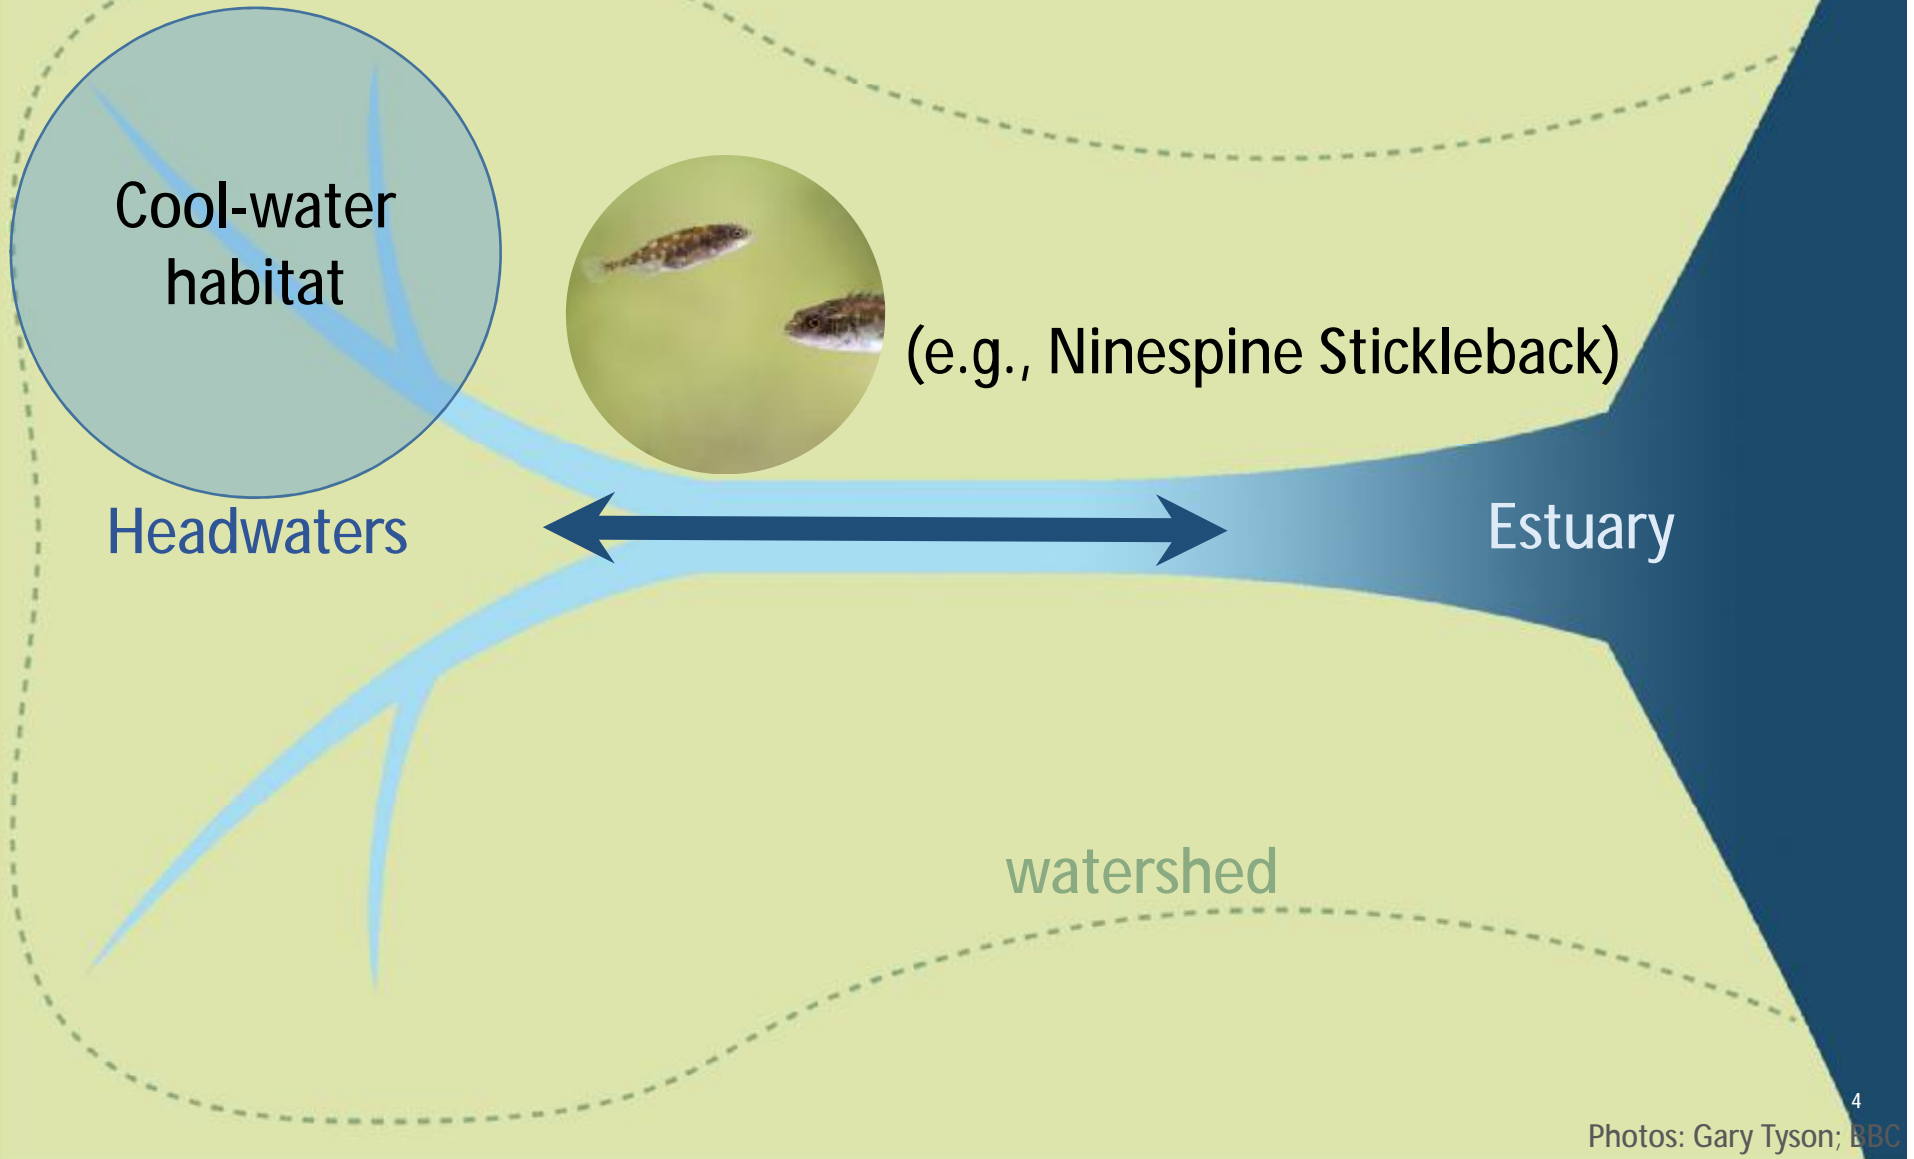 Cool-water
habitat
(e.g., Ninespine Stickleback)
Headwaters
Estuary
watershed
4
Photos: Gary Tyson; BBC